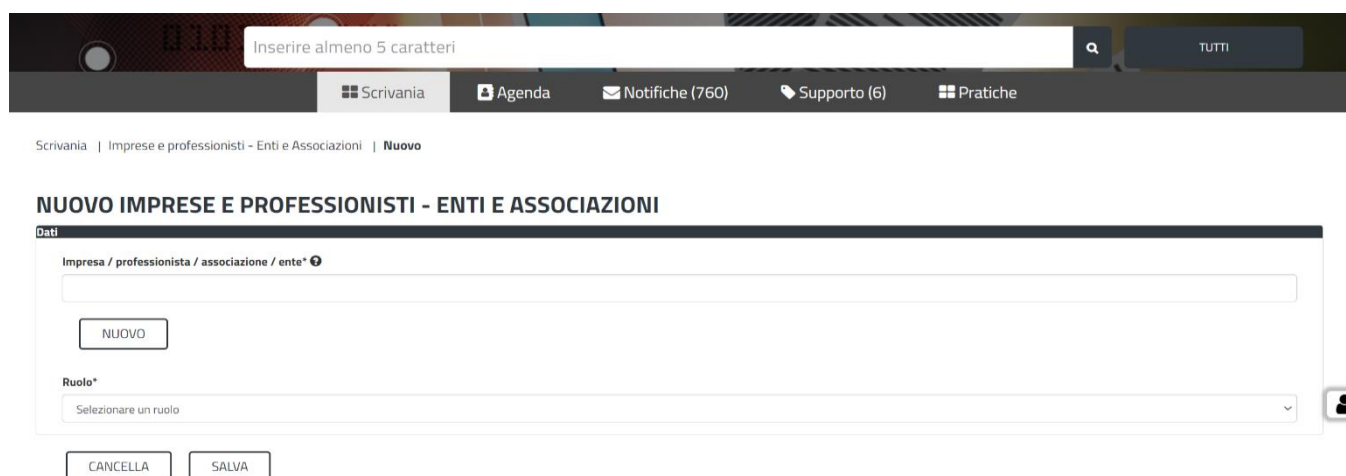 Inserire almeno 5 caratteri
TUTTI
Scrivania Agenda Notifiche (760) Supporto (6) Pratiche
Scrivania | Imprese e professionisti - Enti e Associazioni | Nuovo
NUOVO IMPRESE E PROFESSIONISTI - ENTI E ASSOCIAZIONI
Dati
Impresa / professionista / associazione / ente*
NUOVO
Ruolo*
Selezionare un ruolo
CANCELLA SALVA